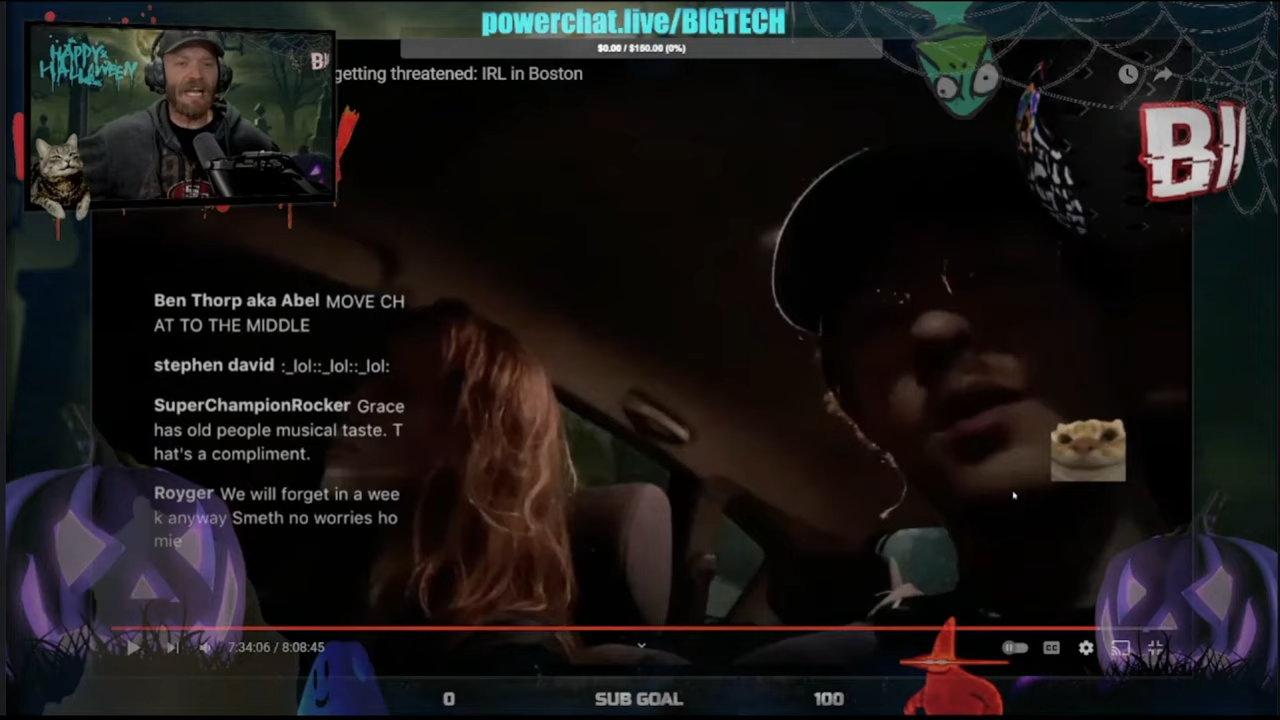 powerchat.live/BIGTECH
$0.00 / $150.00 (0%)
getting threatened: IRL in Boston
HAPPY
HALLOWEEN
Ben Thorp aka Abel MOVE CH
AT TO THE MIDDLE
stephen david :_lol::_lol::_lol:
SuperChampionRocker Grace
has old people musical taste. T
hat's a compliment.
Royger We will forget in a wee
k anyway Smeth no worries ho
mie
7:34:06 / 8:08:45
CC
0 SUB GOAL 100